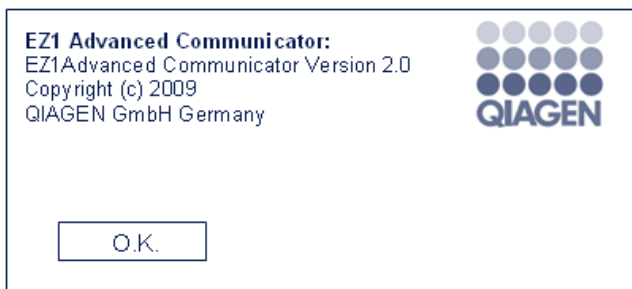 EZ1 Advanced Communicator:
EZ1Advanced Communicator Version 2.0
Copyright (c) 2009
QIAGEN GmbH Germany
QIAGEN
O.K.